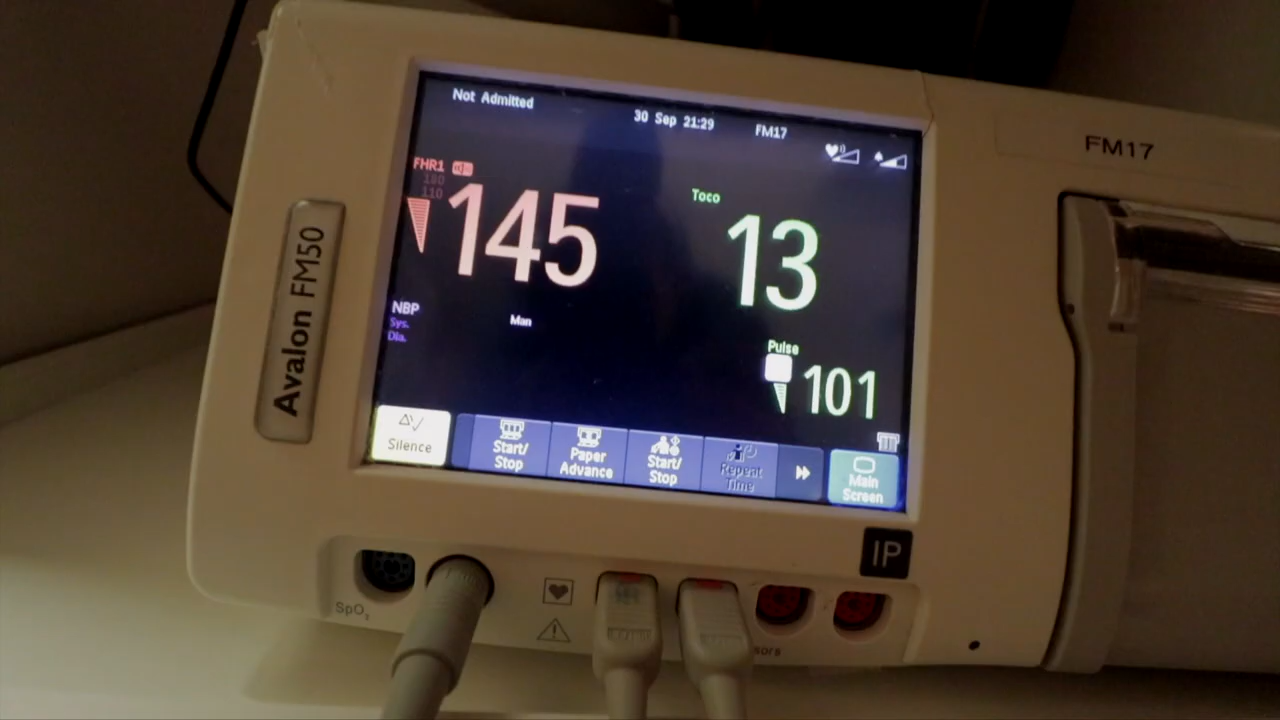 Not Admitted
30 Sep 21:29
FM17
FM17
FHR1
110
145
Toco
13
NBP
Sys.
Dia.
Man
Pulse
101
Avalon FM50
Silence
Start/
Stop
Paper
Advance
Start/
Stop
Repeat
Time
Main
Screen
IP
SpO₂
sors